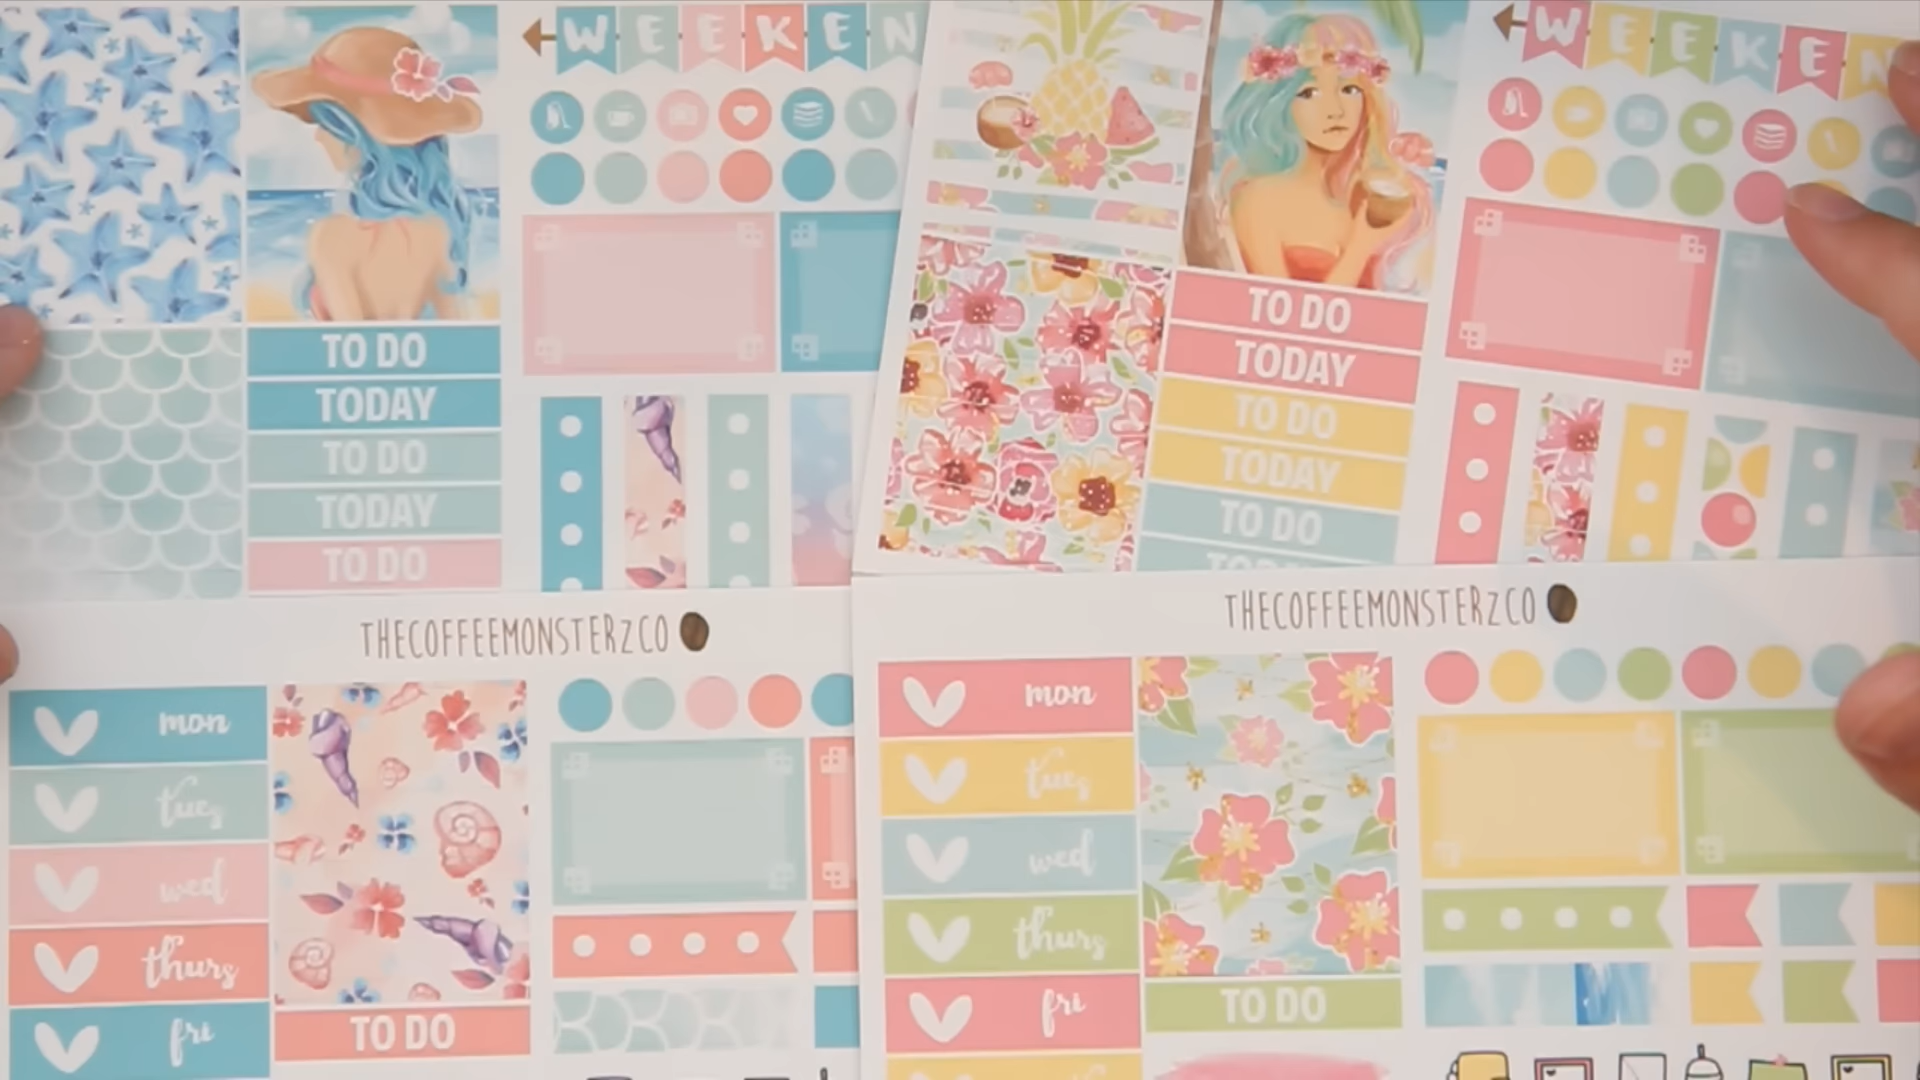 WEEKEN
TO DO
TODAY
TO DO
TODAY
TO DO
WEEKEN
TO DO
TODAY
TO DO
TODAY
TO DO
THECOFFEEMONSTERZCO
mon
tues
wed
thurs
fri
TO DO
THECOFFEEMONSTERZCO
mon
tues
wed
thurs
fri
TO DO